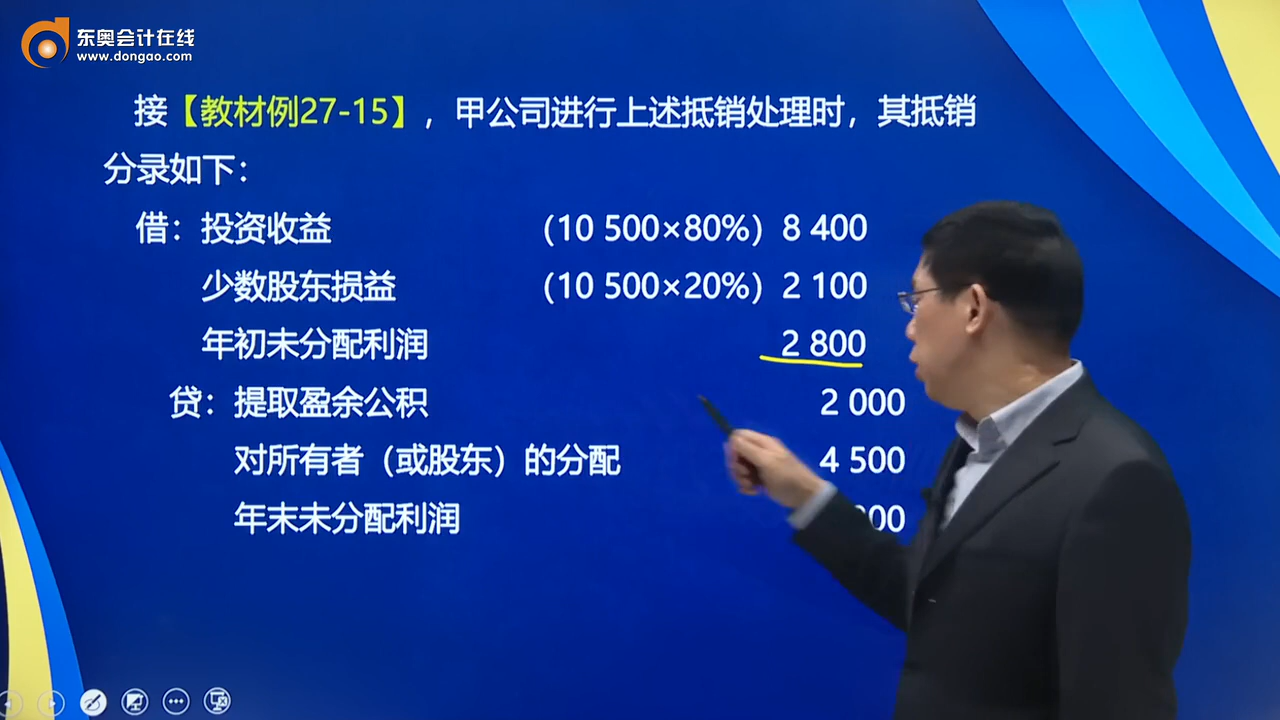 东奥会计在线
www.dongao.com
接【教材例27-15】，甲公司进行上述抵销处理时，其抵销
分录如下：
借：投资收益 （10 500×80%）8 400
少数股东损益 （10 500×20%）2 100
年初未分配利润 2 800
贷：提取盈余公积 2 000
对所有者（或股东）的分配 4 500
年末未分配利润